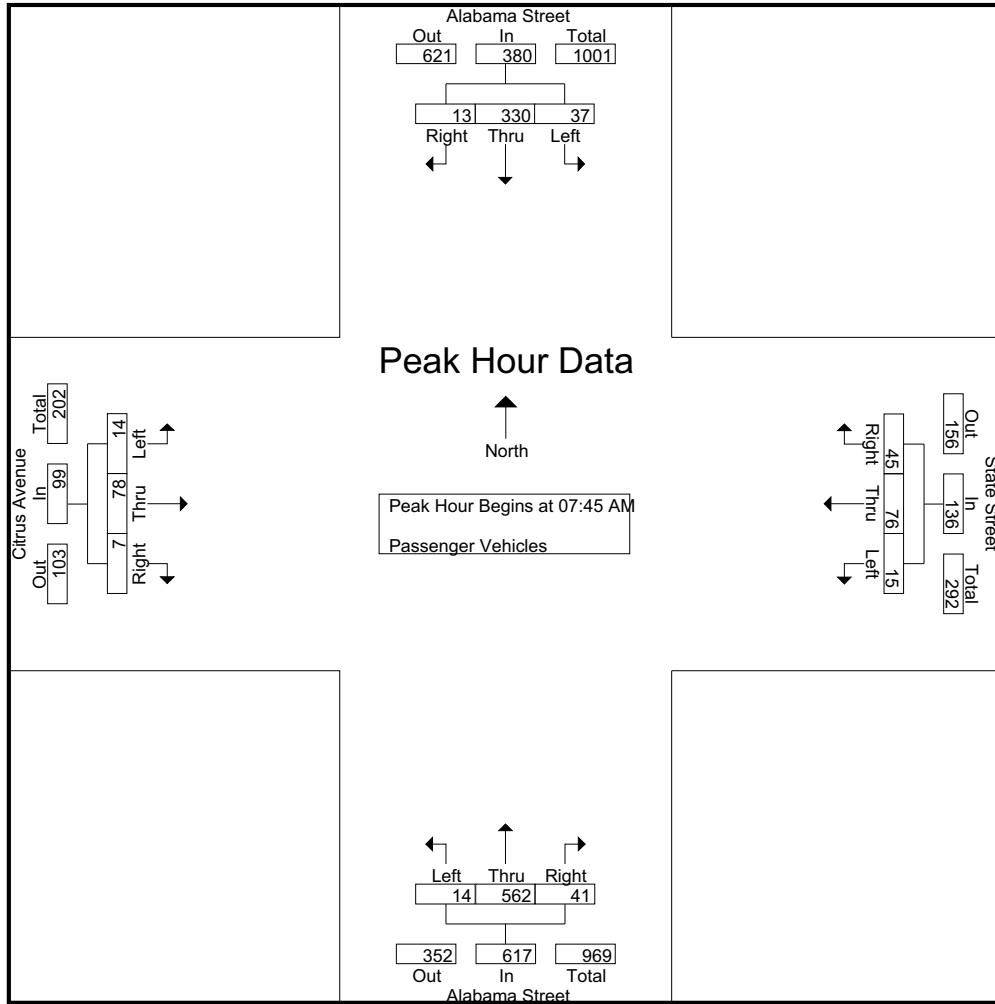 Alabama Street
Out In Total
621 380 1001
13 330 37
Right Thru Left
Peak Hour Data
North
Peak Hour Begins at 07:45 AM
Passenger Vehicles
Citrus Avenue
Out In Total
103 99 202
14 78 7
Left Thru Right
State Street
Out In Total
156 136 292
45 76 15
Right Thru Left
Left Thru Right
14 562 41
352 617 969
Out In Total
Alabama Street